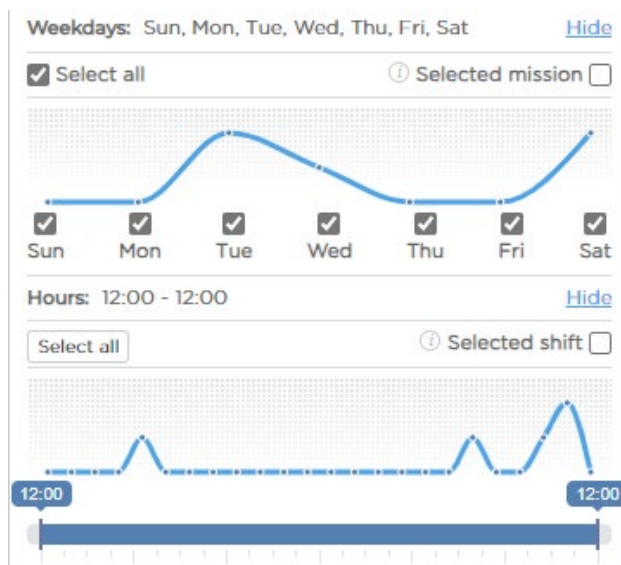 Weekdays: Sun, Mon, Tue, Wed, Thu, Fri, Sat Hide
Select all i Selected mission
Sun Mon Tue Wed Thu Fri Sat
Hours: 12:00 - 12:00 Hide
Select all i Selected shift
12:00 12:00